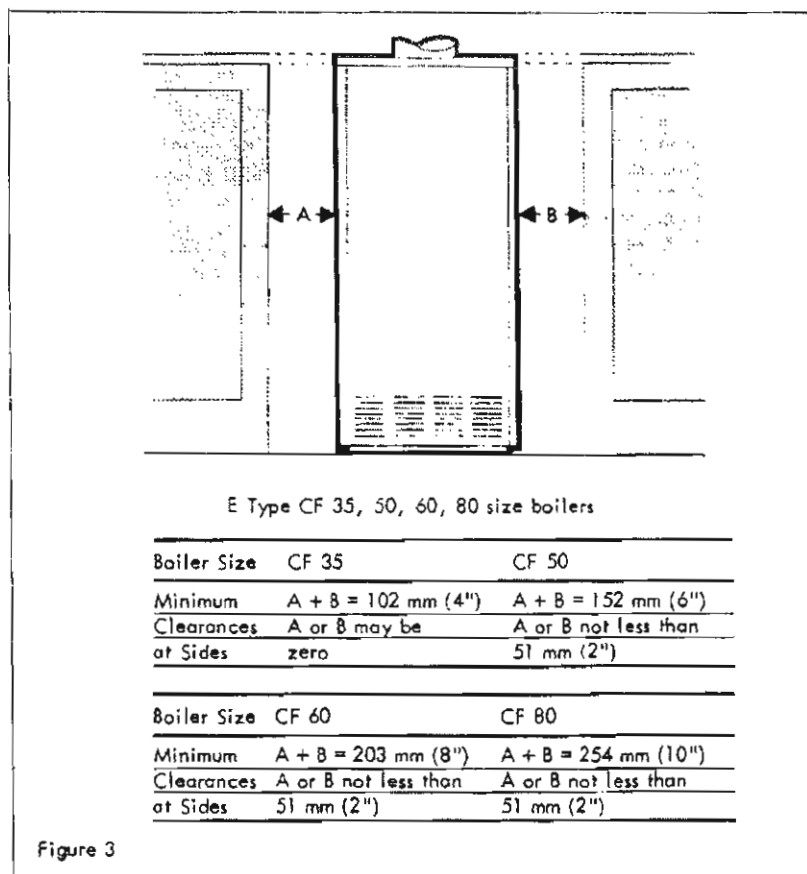 A B
E Type CF 35, 50, 60, 80 size boilers
Boiler Size CF 35 CF 50
Minimum A + B = 102 mm (4") A + B = 152 mm (6")
Clearances A or B may be A or B not less than
at Sides zero 51 mm (2")
Boiler Size CF 60 CF 80
Minimum A + B = 203 mm (8") A + B = 254 mm (10")
Clearances A or B not less than A or B not less than
at Sides 51 mm (2") 51 mm (2")
Figure 3